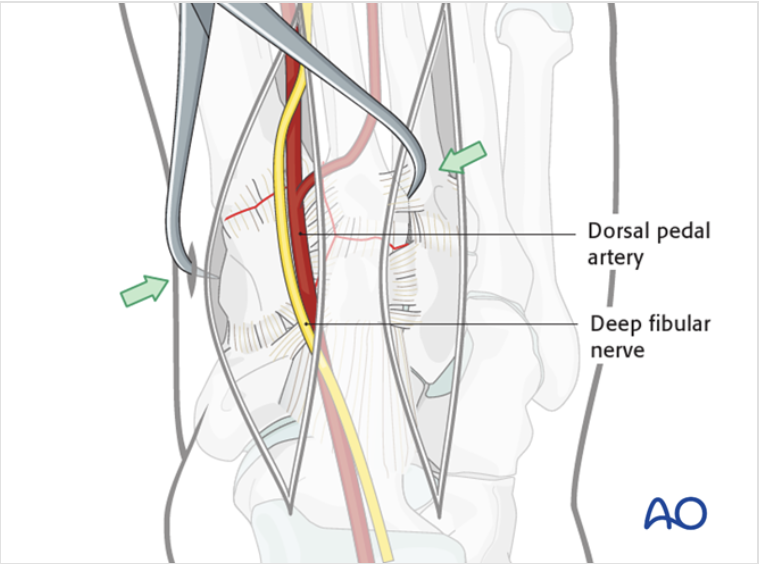 Dorsal pedal
artery
Deep fibular
nerve
AO